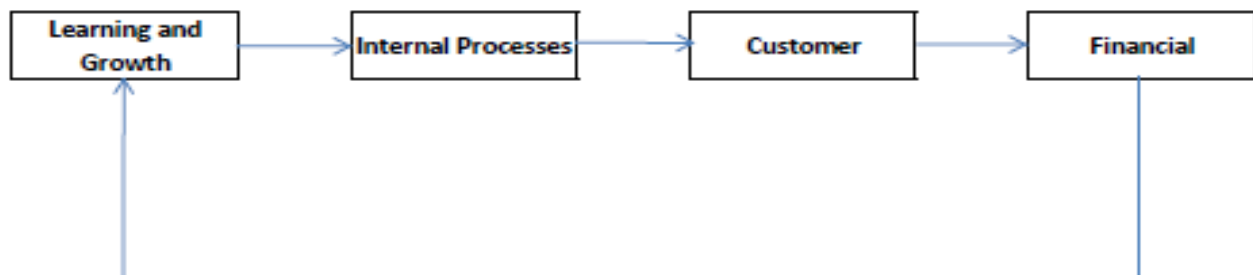 Learning and
Growth
Internal Processes
Customer
Financial